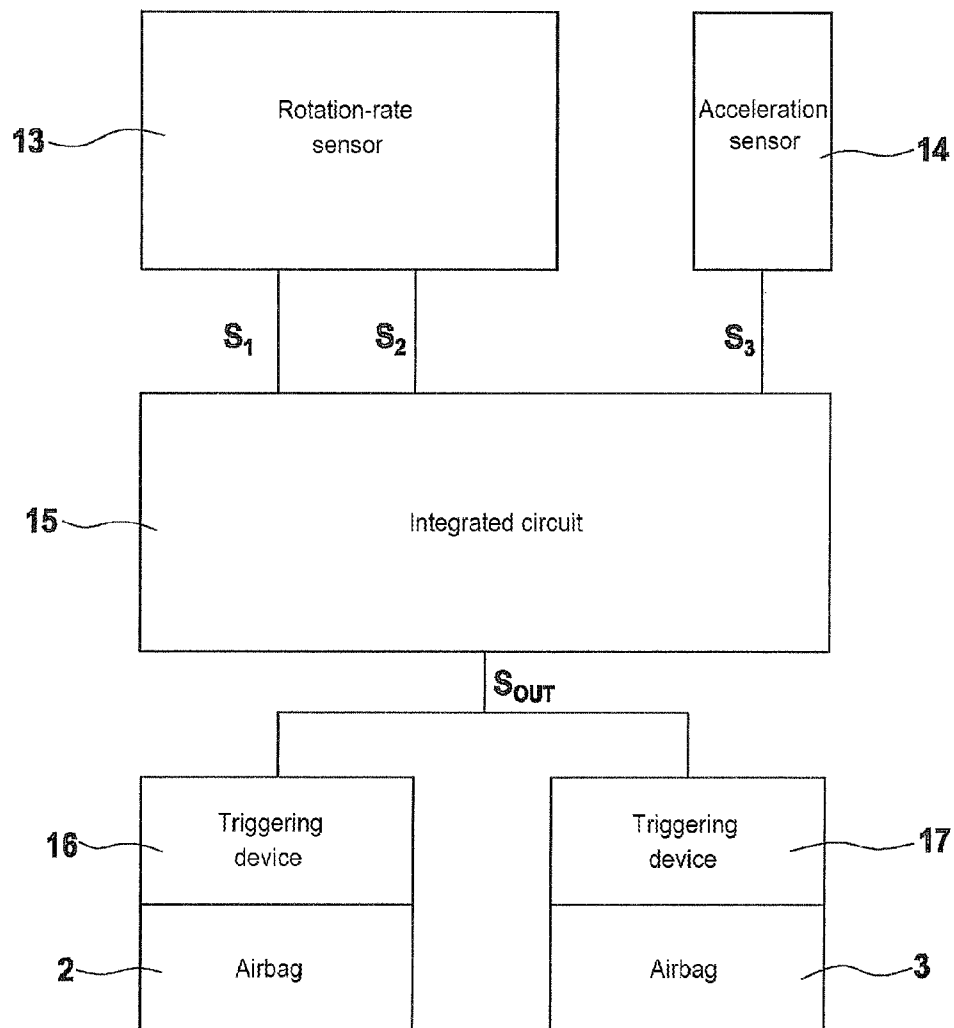 Rotation-rate
sensor
13
Acceleration
sensor
14
S₁
S₂
S₃
15
Integrated circuit
S_OUT
16
Triggering
device
Triggering
device
17
2
Airbag
Airbag
3